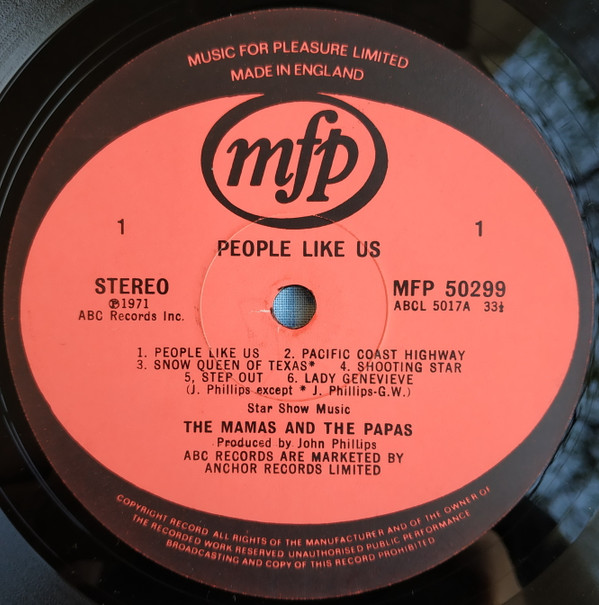 MUSIC FOR PLEASURE LIMITED
MADE IN ENGLAND
mfp
1 1
PEOPLE LIKE US
STEREO MFP 50299
℗1971 ABCL 5017A 33⅓
ABC Records Inc.
1. PEOPLE LIKE US 2. PACIFIC COAST HIGHWAY
3. SNOW QUEEN OF TEXAS* 4. SHOOTING STAR
5, STEP OUT 6. LADY GENEVIEVE
(J. Phillips except * J. Phillips-G.W.)
Star Show Music
THE MAMAS AND THE PAPAS
Produced by John Phillips
ABC RECORDS ARE MARKETED BY
ANCHOR RECORDS LIMITED
COPYRIGHT RECORD ALL RIGHTS OF THE MANUFACTURER AND OF THE OWNER OF
THE RECORDED WORK RESERVED UNAUTHORISED PUBLIC PERFORMANCE
BROADCASTING AND COPY OF THIS RECORD PROHIBITED